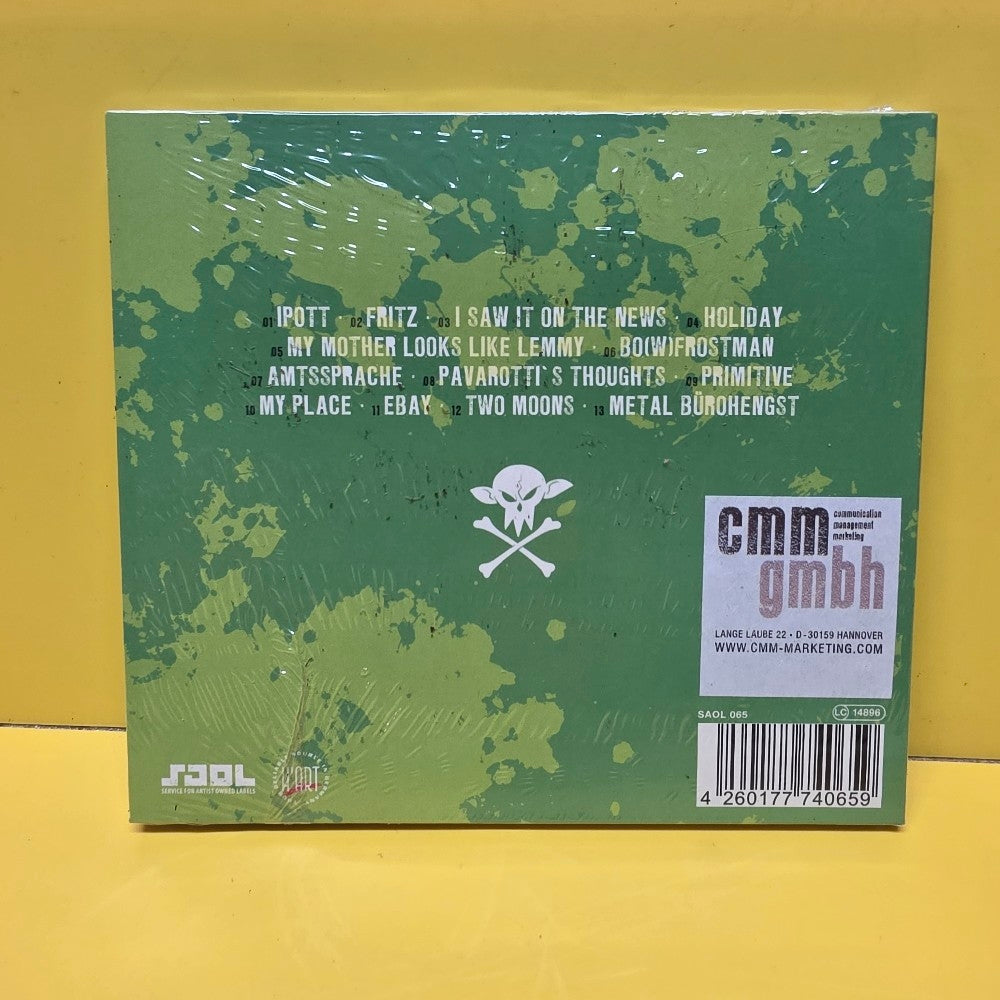 01 IPOTT · 02 FRITZ · 03 I SAW IT ON THE NEWS · 04 HOLIDAY
05 MY MOTHER LOOKS LIKE LEMMY · 06 BO(W)FROSTMAN
07 AMTSSPRACHE · 08 PAVAROTTI`S THOUGHTS · 09 PRIMITIVE
10 MY PLACE · 11 EBAY · 12 TWO MOONS · 13 METAL BÜROHENGST
cmm
communication
management
marketing
gmbh
LANGE LAUBE 22 • D-30159 HANNOVER
WWW.CMM-MARKETING.COM
SAOL 065
LC 14896
4 260177 740659
SAOL
SERVICE FOR ARTIST OWNED LABELS